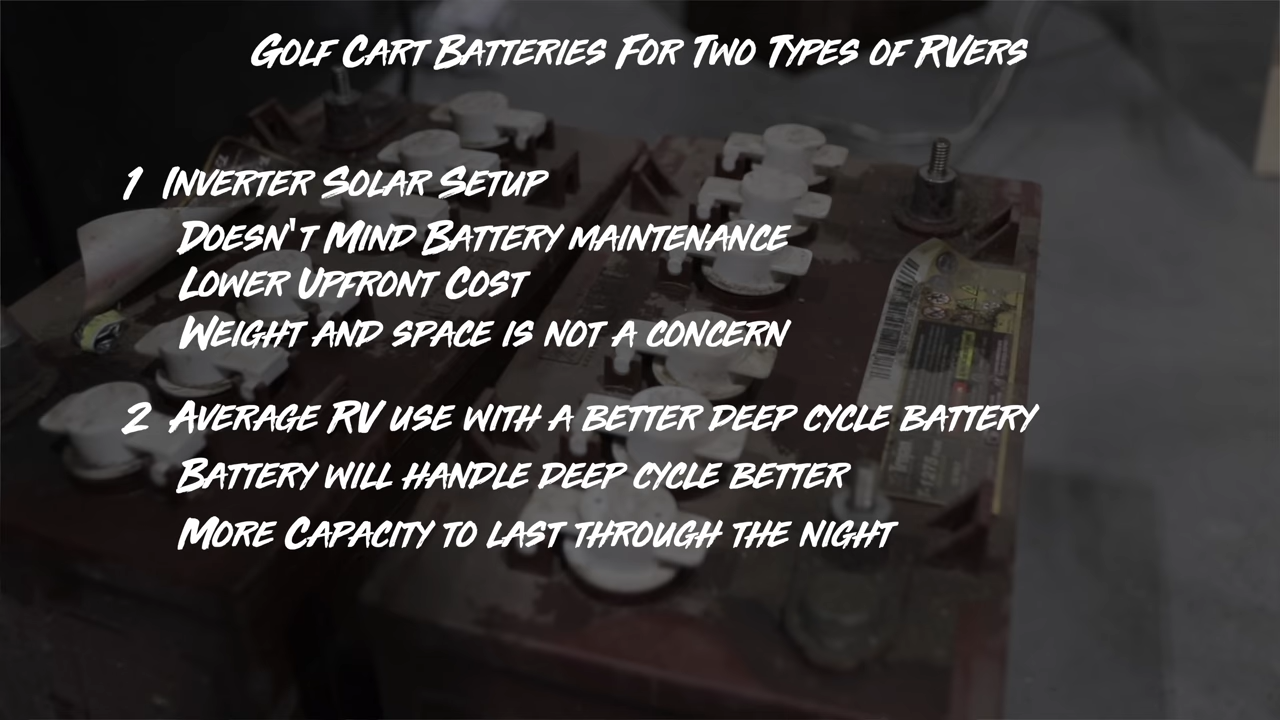 Golf Cart Batteries For Two Types of RVers
1 Inverter Solar Setup
Doesn't Mind Battery maintenance
Lower Upfront Cost
Weight and space is not a concern
2 Average RV use with a better deep cycle battery
Battery will handle deep cycle better
More Capacity to last through the night
Trojan
T-1275